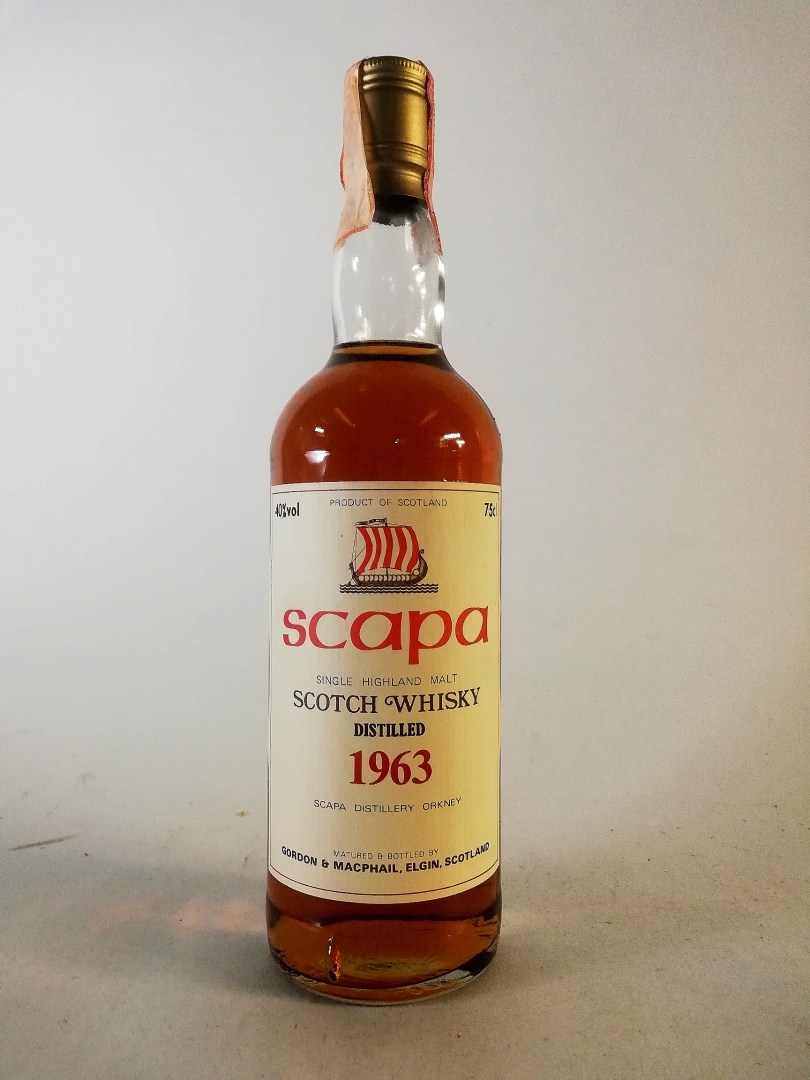 40%vol PRODUCT OF SCOTLAND 75cl
scapa
SINGLE HIGHLAND MALT
SCOTCH WHISKY
DISTILLED
1963
SCAPA DISTILLERY ORKNEY
MATURED & BOTTLED BY
GORDON & MACPHAIL, ELGIN, SCOTLAND